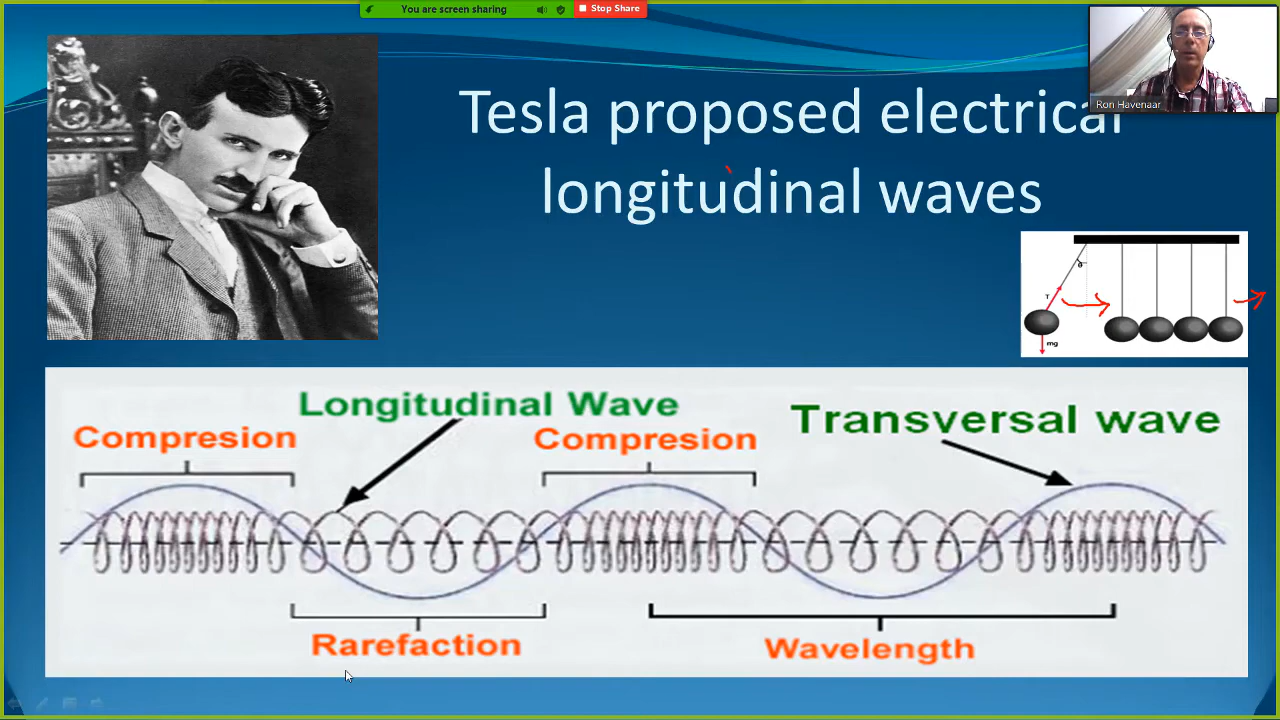 You are screen sharing
Stop Share
Ron Havenaar
Tesla proposed electrical
longitudinal waves
T
mg
Longitudinal Wave
Transversal wave
Compresion
Compresion
Rarefaction
Wavelength